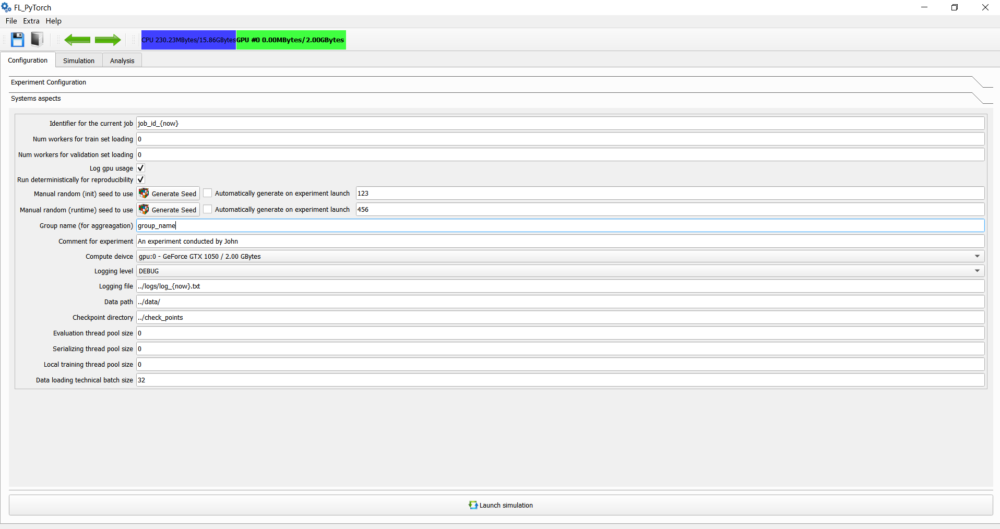 FL_PyTorch
File Extra Help
CPU 230.23MBytes/15.86GBytes GPU #0 0.00MBytes/2.00GBytes
Configuration Simulation Analysis
Experiment Configuration
Systems aspects
Identifier for the current job job_id_{now}
Num workers for train set loading 0
Num workers for validation set loading 0
Log gpu usage
Run deterministically for reproducibility
Manual random (init) seed to use Generate Seed Automatically generate on experiment launch 123
Manual random (runtime) seed to use Generate Seed Automatically generate on experiment launch 456
Group name (for aggreagation) group_name
Comment for experiment An experiment conducted by John
Compute deivce gpu:0 - GeForce GTX 1050 / 2.00 GBytes
Logging level DEBUG
Logging file ../logs/log_{now}.txt
Data path ../data/
Checkpoint directory ../check_points
Evaluation thread pool size 0
Serializing thread pool size 0
Local training thread pool size 0
Data loading technical batch size 32
Launch simulation